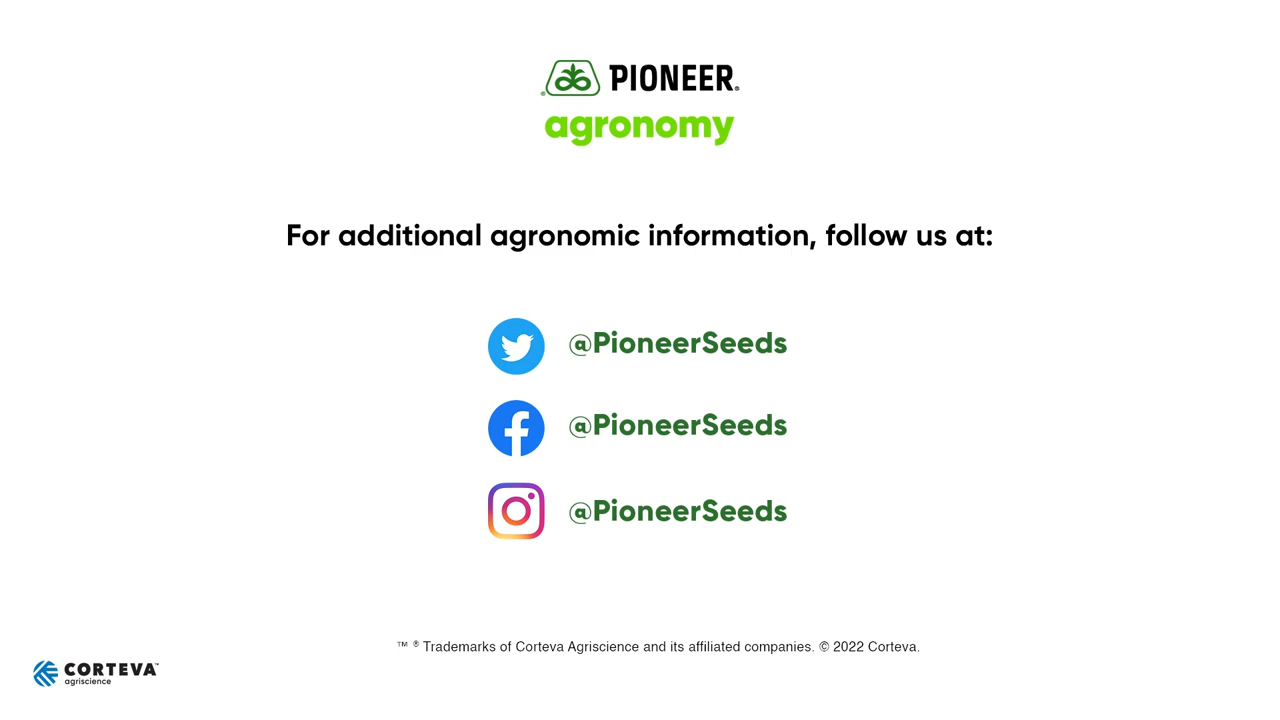 PIONEER®
agronomy
For additional agronomic information, follow us at:
@PioneerSeeds
@PioneerSeeds
@PioneerSeeds
™ ® Trademarks of Corteva Agriscience and its affiliated companies. © 2022 Corteva.
CORTEVA™
agriscience